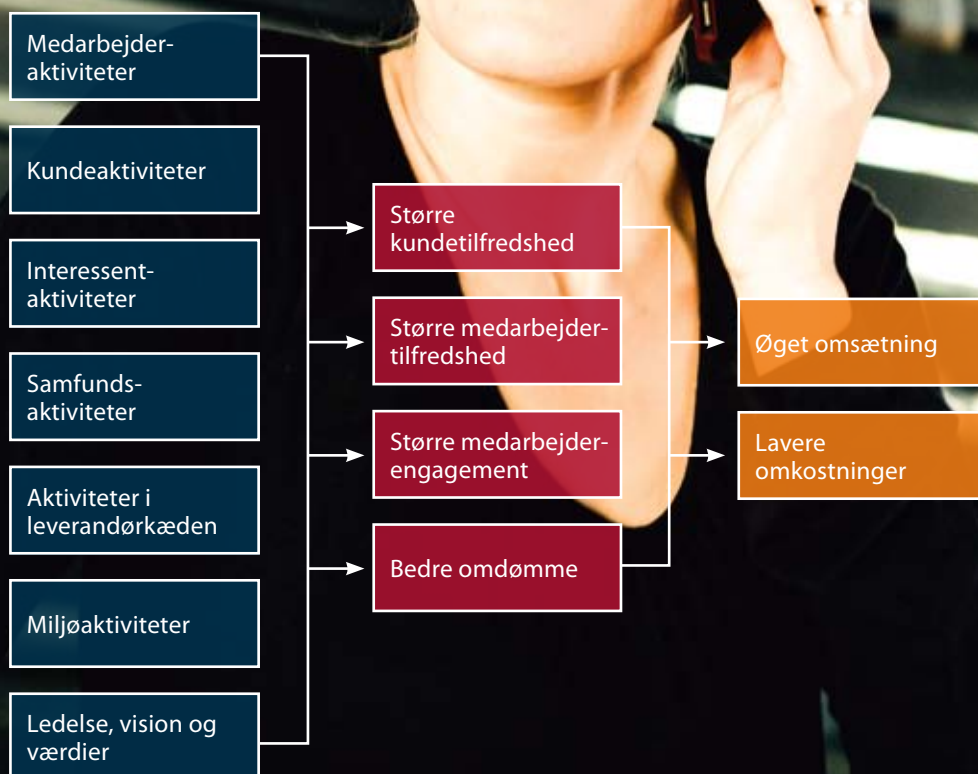 Medarbejder-
aktiviteter
Kundeaktiviteter
Interessent-
aktiviteter
Samfunds-
aktiviteter
Aktiviteter i
leverandørkæden
Miljøaktiviteter
Ledelse, vision og
værdier
Større
kundetilfredshed
Større medarbejder-
tilfredshed
Større medarbejder-
engagement
Bedre omdømme
Øget omsætning
Lavere
omkostninger